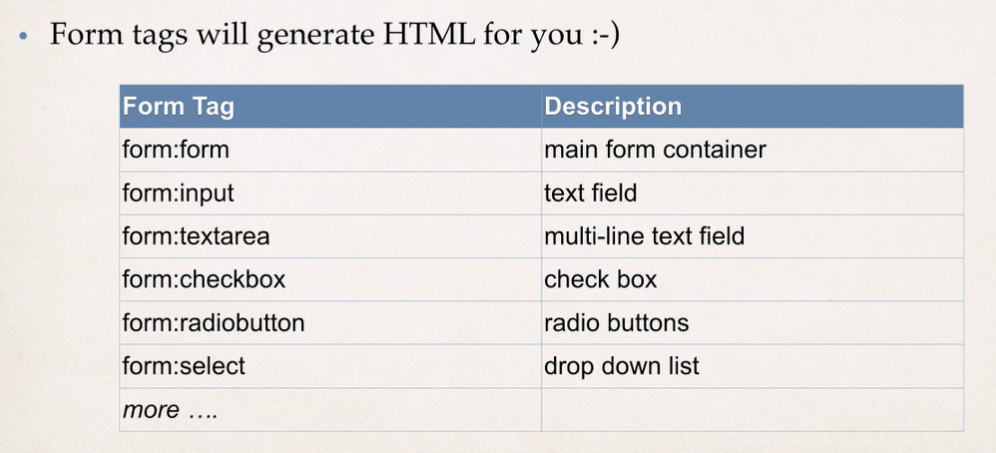 • Form tags will generate HTML for you :-)
Form Tag Description
form:form main form container
form:input text field
form:textarea multi-line text field
form:checkbox check box
form:radiobutton radio buttons
form:select drop down list
more ….